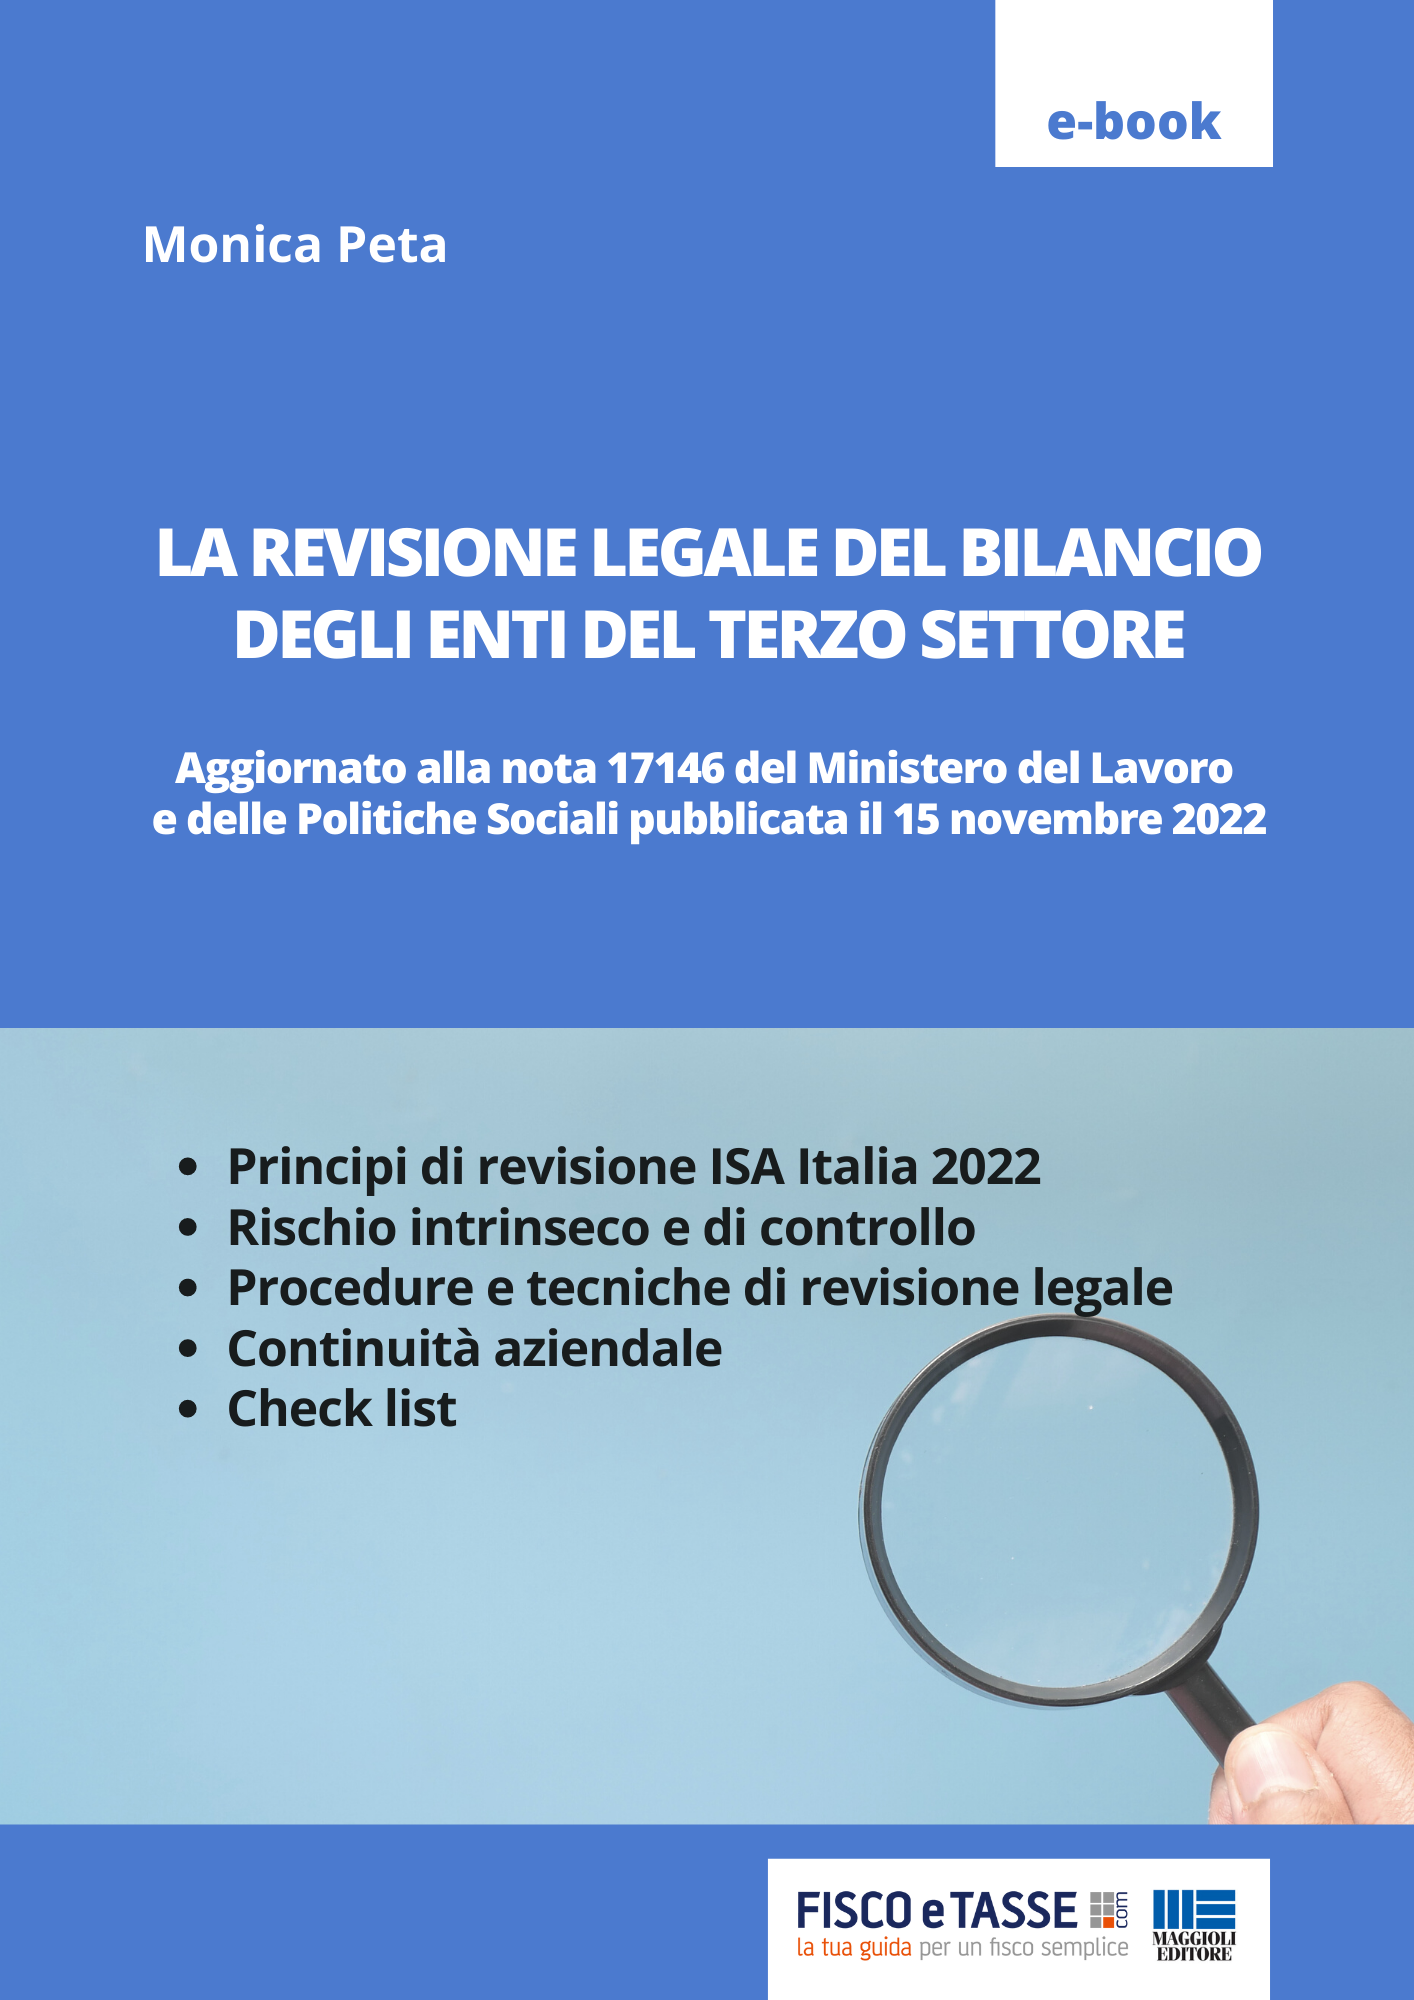 e-book
Monica Peta
LA REVISIONE LEGALE DEL BILANCIO
DEGLI ENTI DEL TERZO SETTORE
Aggiornato alla nota 17146 del Ministero del Lavoro
e delle Politiche Sociali pubblicata il 15 novembre 2022
• Principi di revisione ISA Italia 2022
• Rischio intrinseco e di controllo
• Procedure e tecniche di revisione legale
• Continuità aziendale
• Check list
FISCO e TASSE .com
la tua guida per un fisco semplice
MAGGIOLI
EDITORE